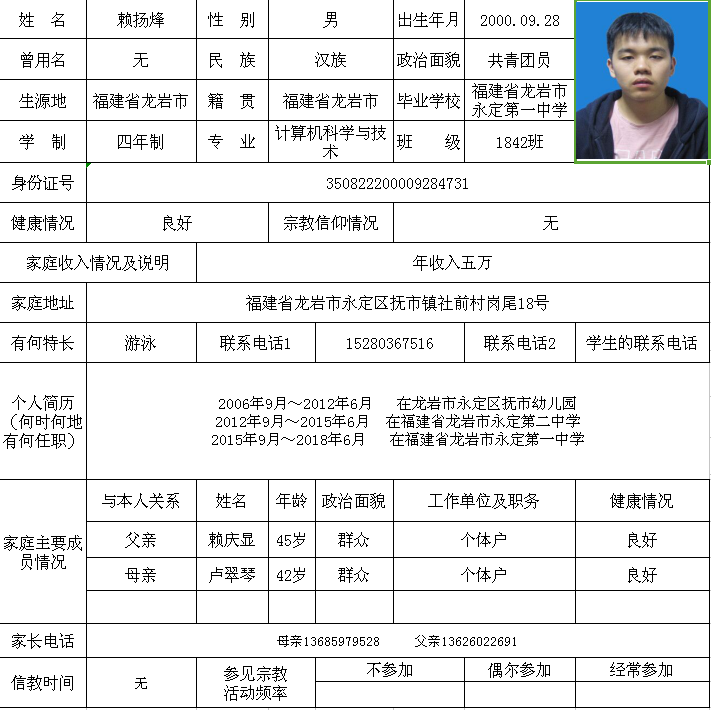 姓 名 赖扬烽 性 别 男 出生年月 2000.09.28
曾用名 无 民 族 汉族 政治面貌 共青团员
生源地 福建省龙岩市 籍 贯 福建省龙岩市 毕业学校 福建省龙岩市
永定第一中学
学 制 四年制 专 业 计算机科学与技
术 班 级 1842班
身份证号 350822200009284731
健康情况 良好 宗教信仰情况 无
家庭收入情况及说明 年收入五万
家庭地址 福建省龙岩市永定区抚市镇社前村岗尾18号
有何特长 游泳 联系电话1 15280367516 联系电话2 学生的联系电话
个人简历
(何时何地
有何任职)
2006年9月～2012年6月 在龙岩市永定区抚市幼儿园
2012年9月～2015年6月 在福建省龙岩市永定第二中学
2015年9月～2018年6月 在福建省龙岩市永定第一中学
家庭主要成
员情况
与本人关系 姓名 年龄 政治面貌 工作单位及职务 健康情况
父亲 赖庆显 45岁 群众 个体户 良好
母亲 卢翠琴 42岁 群众 个体户 良好
家长电话 母亲13685979528 父亲13626022691
信教时间 无 参见宗教
活动频率 不参加 偶尔参加 经常参加